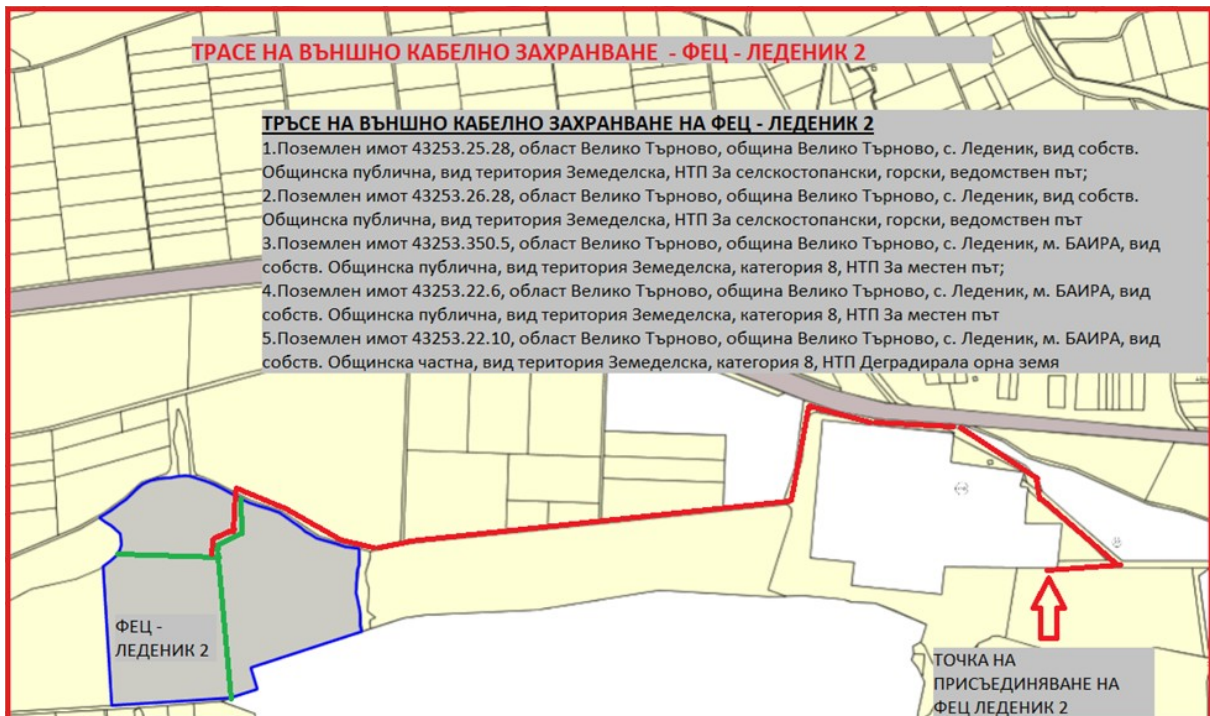 ТРАСЕ НА ВЪНШНО КАБЕЛНО ЗАХРАНВАНЕ - ФЕЦ - ЛЕДЕНИК 2
ТРЪСЕ НА ВЪНШНО КАБЕЛНО ЗАХРАНВАНЕ НА ФЕЦ - ЛЕДЕНИК 2
1.Поземлен имот 43253.25.28, област Велико Търново, община Велико Търново, с. Леденик, вид собств.
Общинска публична, вид територия Земеделска, НТП За селскостопански, горски, ведомствен път;
2.Поземлен имот 43253.26.28, област Велико Търново, община Велико Търново, с. Леденик, вид собств.
Общинска публична, вид територия Земеделска, НТП За селскостопански, горски, ведомствен път
3.Поземлен имот 43253.350.5, област Велико Търново, община Велико Търново, с. Леденик, м. БАИРА, вид
собств. Общинска публична, вид територия Земеделска, категория 8, НТП За местен път;
4.Поземлен имот 43253.22.6, област Велико Търново, община Велико Търново, с. Леденик, м. БАИРА, вид
собств. Общинска публична, вид територия Земеделска, категория 8, НТП За местен път
5.Поземлен имот 43253.22.10, област Велико Търново, община Велико Търново, с. Леденик, м. БАИРА, вид
собств. Общинска частна, вид територия Земеделска, категория 8, НТП Деградирала орна земя
ФЕЦ -
ЛЕДЕНИК 2
ТОЧКА НА
ПРИСЪЕДИНЯВАНЕ НА
ФЕЦ ЛЕДЕНИК 2